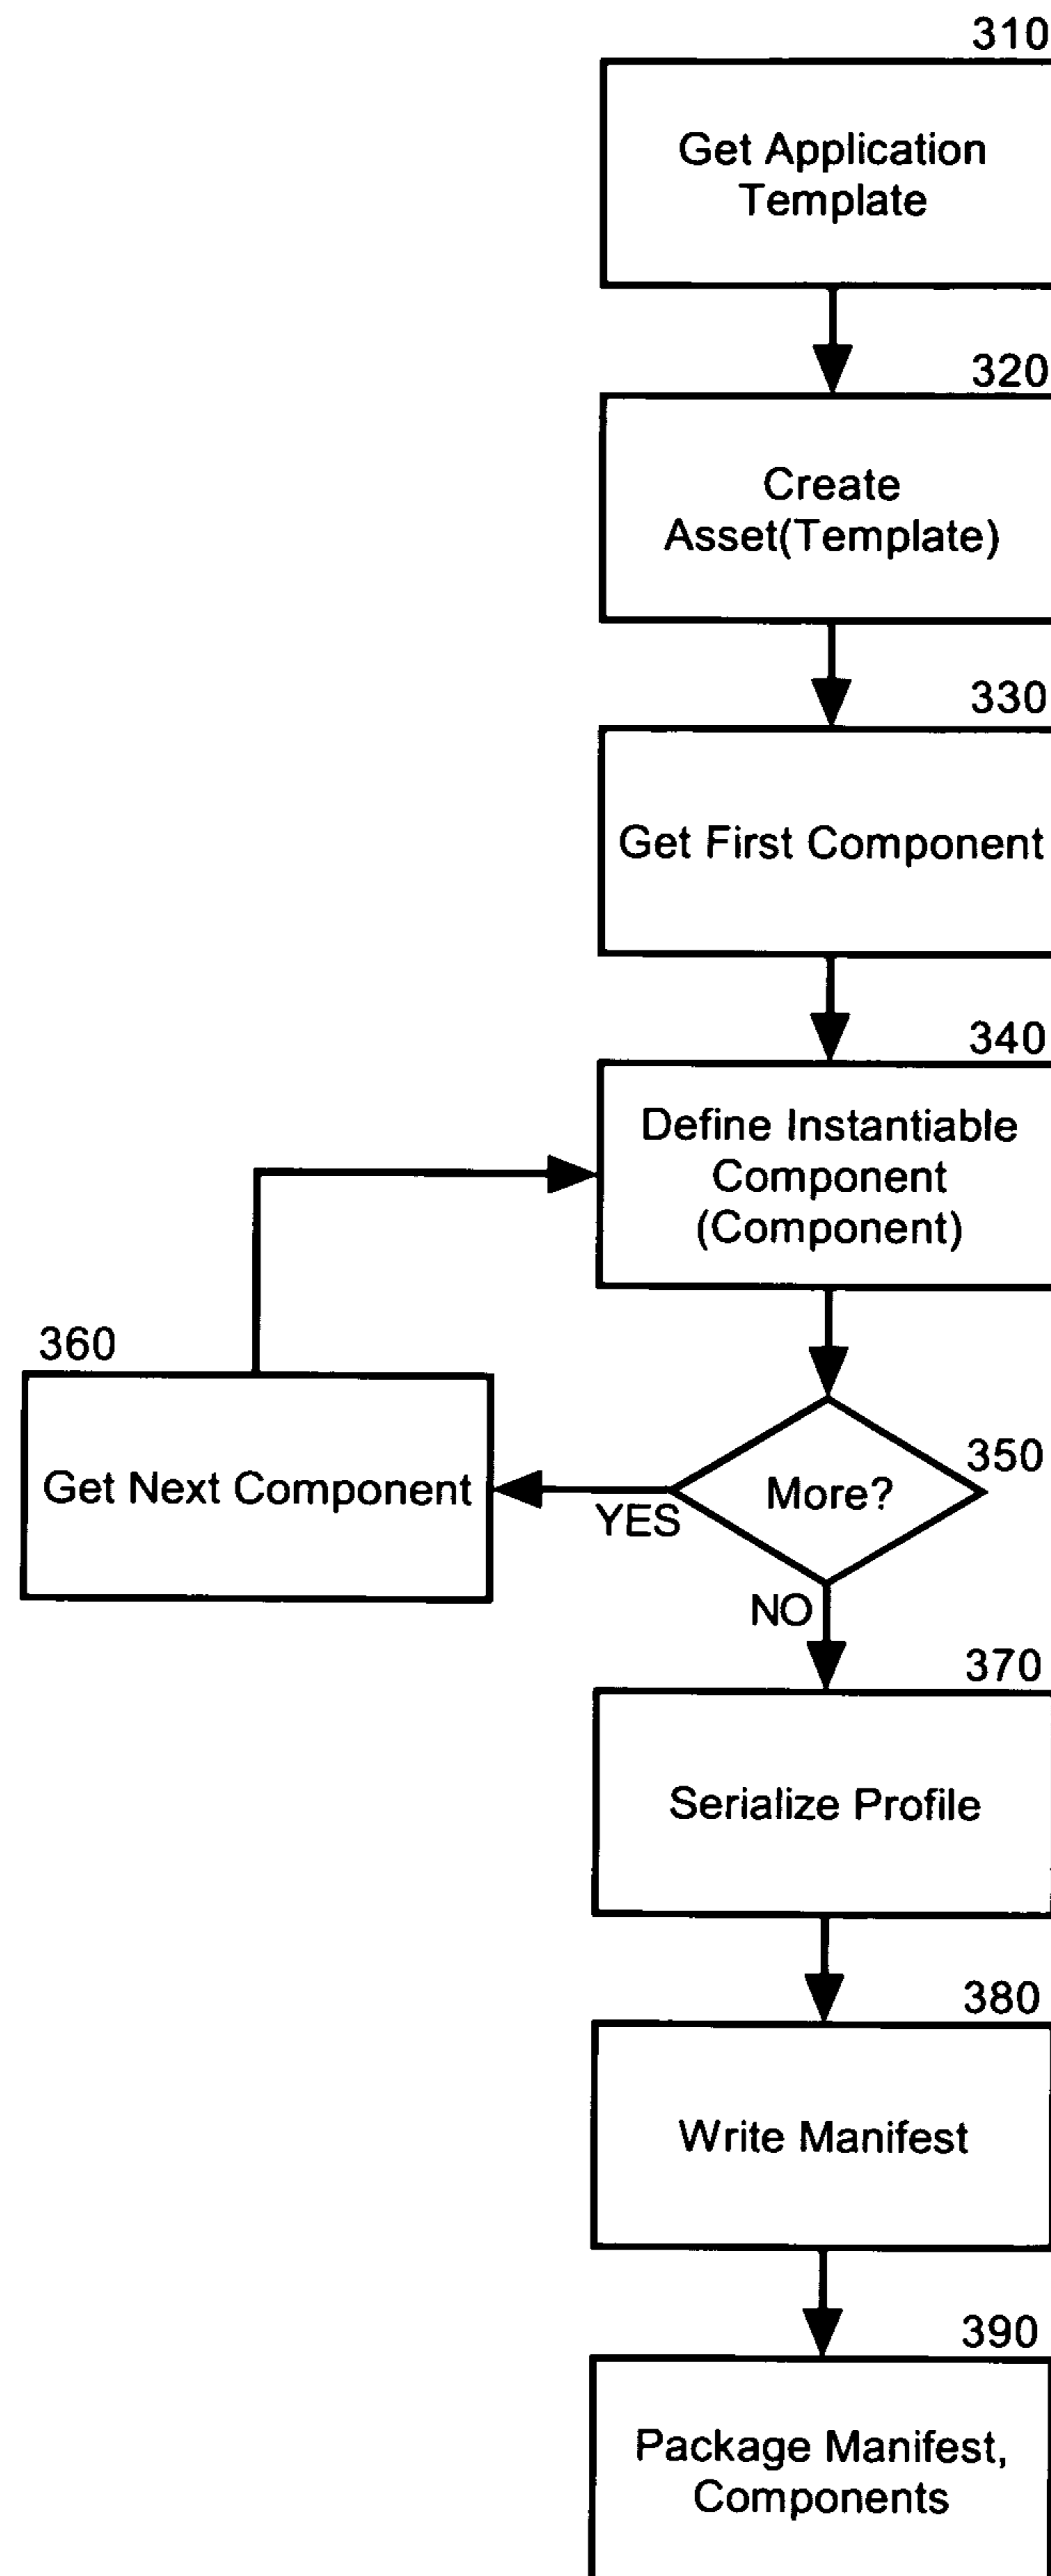 310
Get Application
Template
320
Create
Asset(Template)
330
Get First Component
340
Define Instantiable
Component
(Component)
360
Get Next Component
350
More?
YES
NO
370
Serialize Profile
380
Write Manifest
390
Package Manifest,
Components